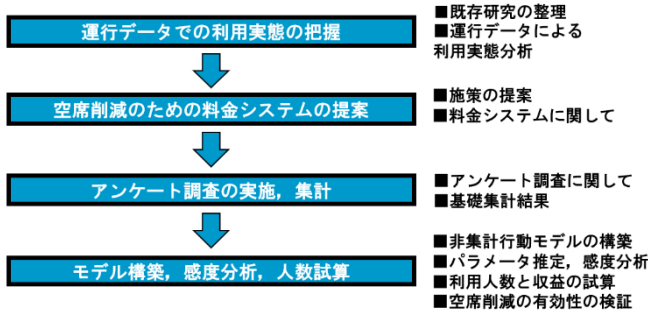 運行データでの利用実態の把握
■既存研究の整理
■運行データによる
利用実態分析
空席削減のための料金システムの提案
■施策の提案
■料金システムに関して
アンケート調査の実施，集計
■アンケート調査に関して
■基礎集計結果
モデル構築，感度分析，人数試算
■非集計行動モデルの構築
■パラメータ推定，感度分析
■利用人数と収益の試算
■空席削減の有効性の検証